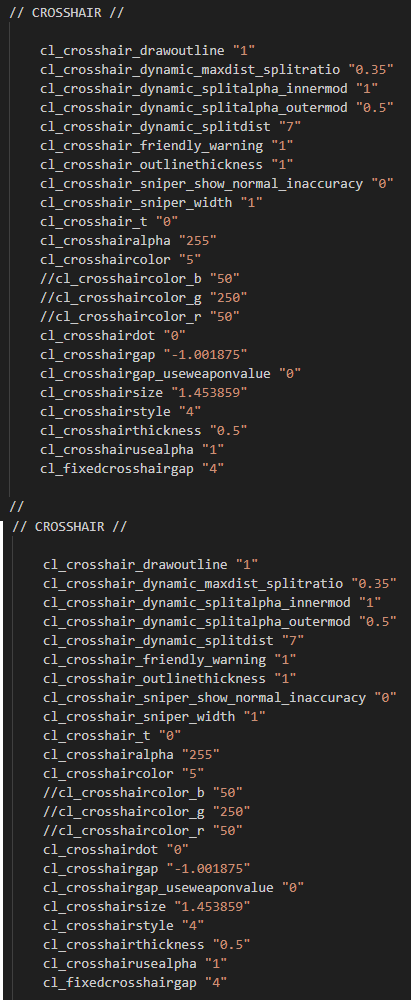 // CROSSHAIR //
cl_crosshair_drawoutline "1"
cl_crosshair_dynamic_maxdist_splitratio "0.35"
cl_crosshair_dynamic_splitalpha_innermod "1"
cl_crosshair_dynamic_splitalpha_outermod "0.5"
cl_crosshair_dynamic_splitdist "7"
cl_crosshair_friendly_warning "1"
cl_crosshair_outlinethickness "1"
cl_crosshair_sniper_show_normal_inaccuracy "0"
cl_crosshair_sniper_width "1"
cl_crosshair_t "0"
cl_crosshairalpha "255"
cl_crosshaircolor "5"
//cl_crosshaircolor_b "50"
//cl_crosshaircolor_g "250"
//cl_crosshaircolor_r "50"
cl_crosshairdot "0"
cl_crosshairgap "-1.001875"
cl_crosshairgap_useweaponvalue "0"
cl_crosshairsize "1.453859"
cl_crosshairstyle "4"
cl_crosshairthickness "0.5"
cl_crosshairusealpha "1"
cl_fixedcrosshairgap "4"
//
// CROSSHAIR //
cl_crosshair_drawoutline "1"
cl_crosshair_dynamic_maxdist_splitratio "0.35"
cl_crosshair_dynamic_splitalpha_innermod "1"
cl_crosshair_dynamic_splitalpha_outermod "0.5"
cl_crosshair_dynamic_splitdist "7"
cl_crosshair_friendly_warning "1"
cl_crosshair_outlinethickness "1"
cl_crosshair_sniper_show_normal_inaccuracy "0"
cl_crosshair_sniper_width "1"
cl_crosshair_t "0"
cl_crosshairalpha "255"
cl_crosshaircolor "5"
//cl_crosshaircolor_b "50"
//cl_crosshaircolor_g "250"
//cl_crosshaircolor_r "50"
cl_crosshairdot "0"
cl_crosshairgap "-1.001875"
cl_crosshairgap_useweaponvalue "0"
cl_crosshairsize "1.453859"
cl_crosshairstyle "4"
cl_crosshairthickness "0.5"
cl_crosshairusealpha "1"
cl_fixedcrosshairgap "4"